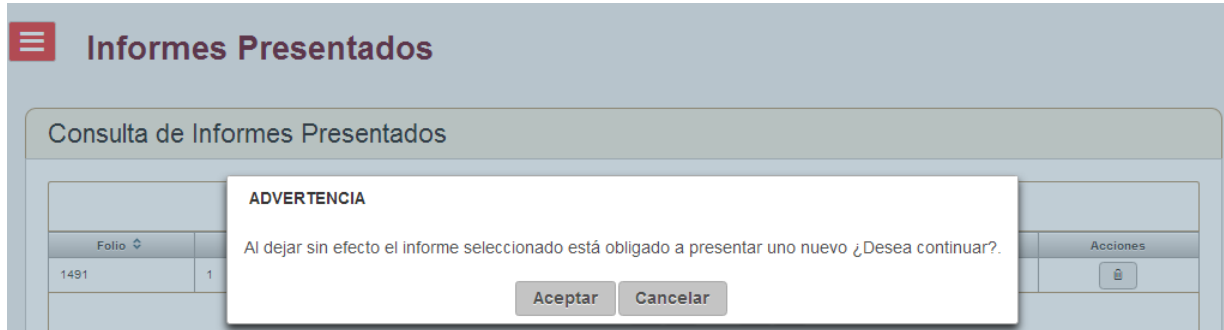 Informes Presentados
Consulta de Informes Presentados
ADVERTENCIA
Al dejar sin efecto el informe seleccionado está obligado a presentar uno nuevo ¿Desea continuar?.
Folio
Acciones
1491
1
Aceptar
Cancelar